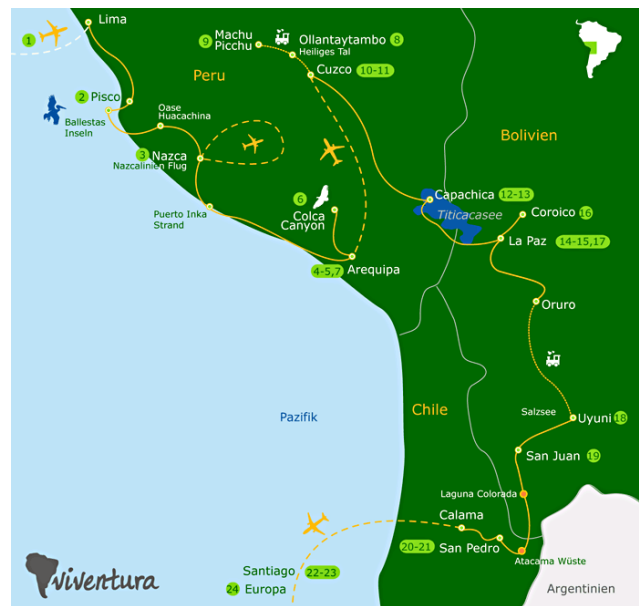 Lima
1
9 Machu
Picchu
Ollantaytambo 8
Heiliges Tal
Cuzco 10-11
Peru
2 Pisco
Ballestas
Inseln
Oase
Huacachina
Bolivien
3 Nazca
Nazcalinien Flug
6
Colca
Canyon
Capachica 12-13
Titicacasee
Coroico 16
Puerto Inka
Strand
La Paz 14-15,17
Arequipa
4-5,7
Oruro
Chile
Pazifik
Salzsee
Uyuni 18
San Juan 19
Laguna Colorada
Calama
20-21 San Pedro
Atacama Wüste
Santiago 22-23
24 Europa
Argentinien
viventura